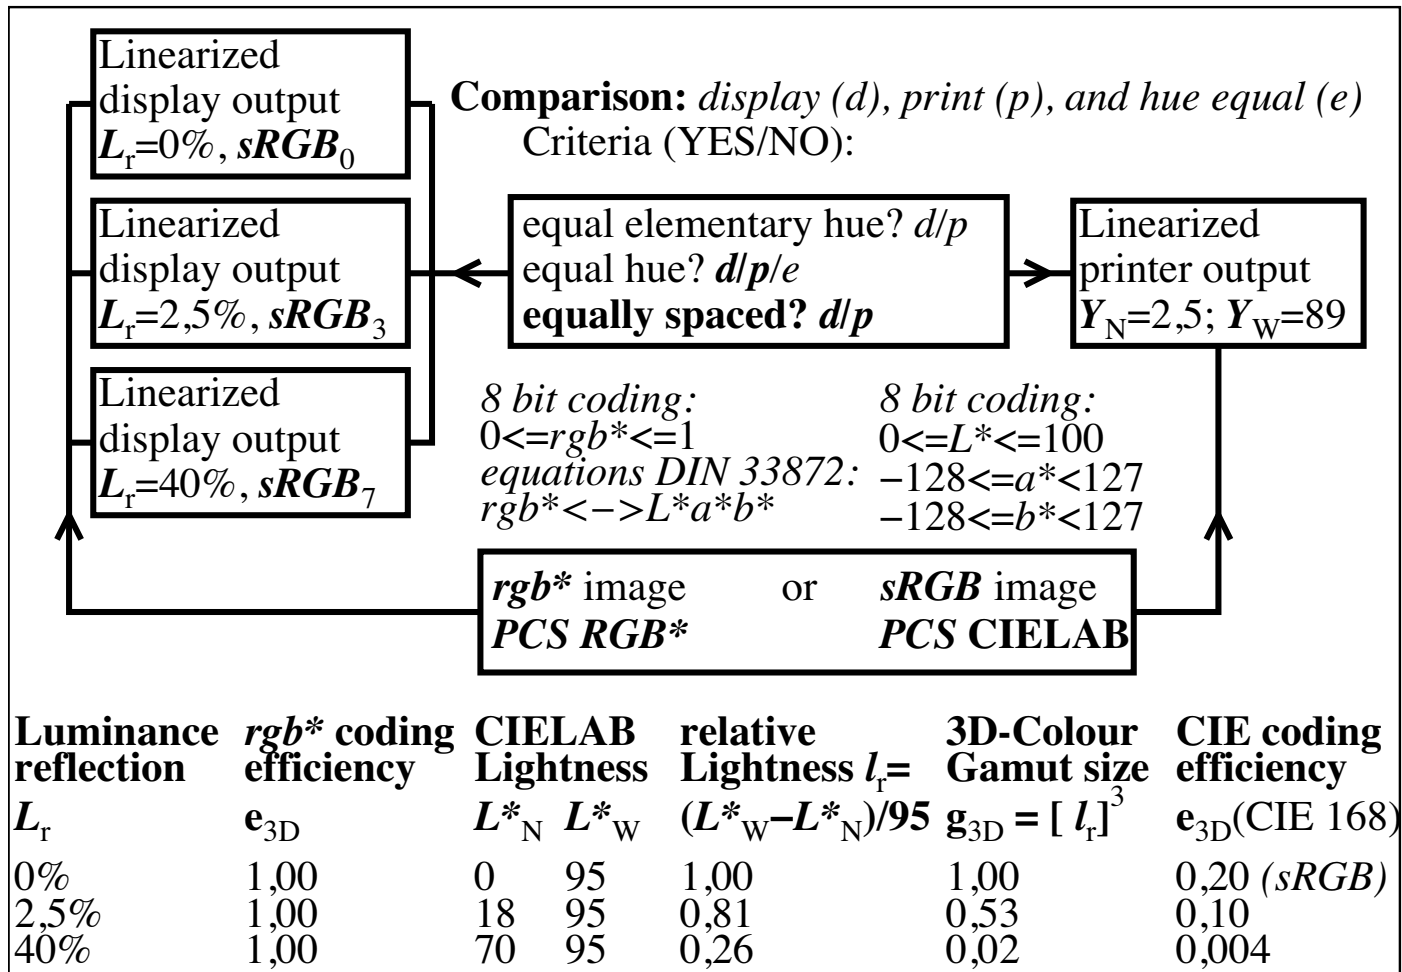 Linearized
display output
Lr=0%, sRGB0
Comparison: display (d), print (p), and hue equal (e)
Criteria (YES/NO):
Linearized
display output
Lr=2,5%, sRGB3
equal elementary hue? d/p
equal hue? d/p/e
equally spaced? d/p
Linearized
printer output
YN=2,5; YW=89
Linearized
display output
Lr=40%, sRGB7
8 bit coding:
0<=rgb*<=1
equations DIN 33872:
rgb*<−>L*a*b*
8 bit coding:
0<=L*<=100
−128<=a*<127
−128<=b*<127
rgb* image or sRGB image
PCS RGB* PCS CIELAB
Luminance rgb* coding CIELAB relative 3D-Colour CIE coding
reflection efficiency Lightness Lightness lr= Gamut size efficiency
Lr e3D L*N L*W (L*W−L*N)/95 g3D = [ lr]3 e3D(CIE 168)
0% 1,00 0 95 1,00 1,00 0,20 (sRGB)
2,5% 1,00 18 95 0,81 0,53 0,10
40% 1,00 70 95 0,26 0,02 0,004